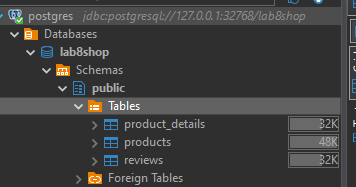 postgres jdbc:postgresql://127.0.0.1:32768/lab8shop
Databases
lab8shop
Schemas
public
Tables
product_details 32K
products 48K
reviews 32K
Foreign Tables